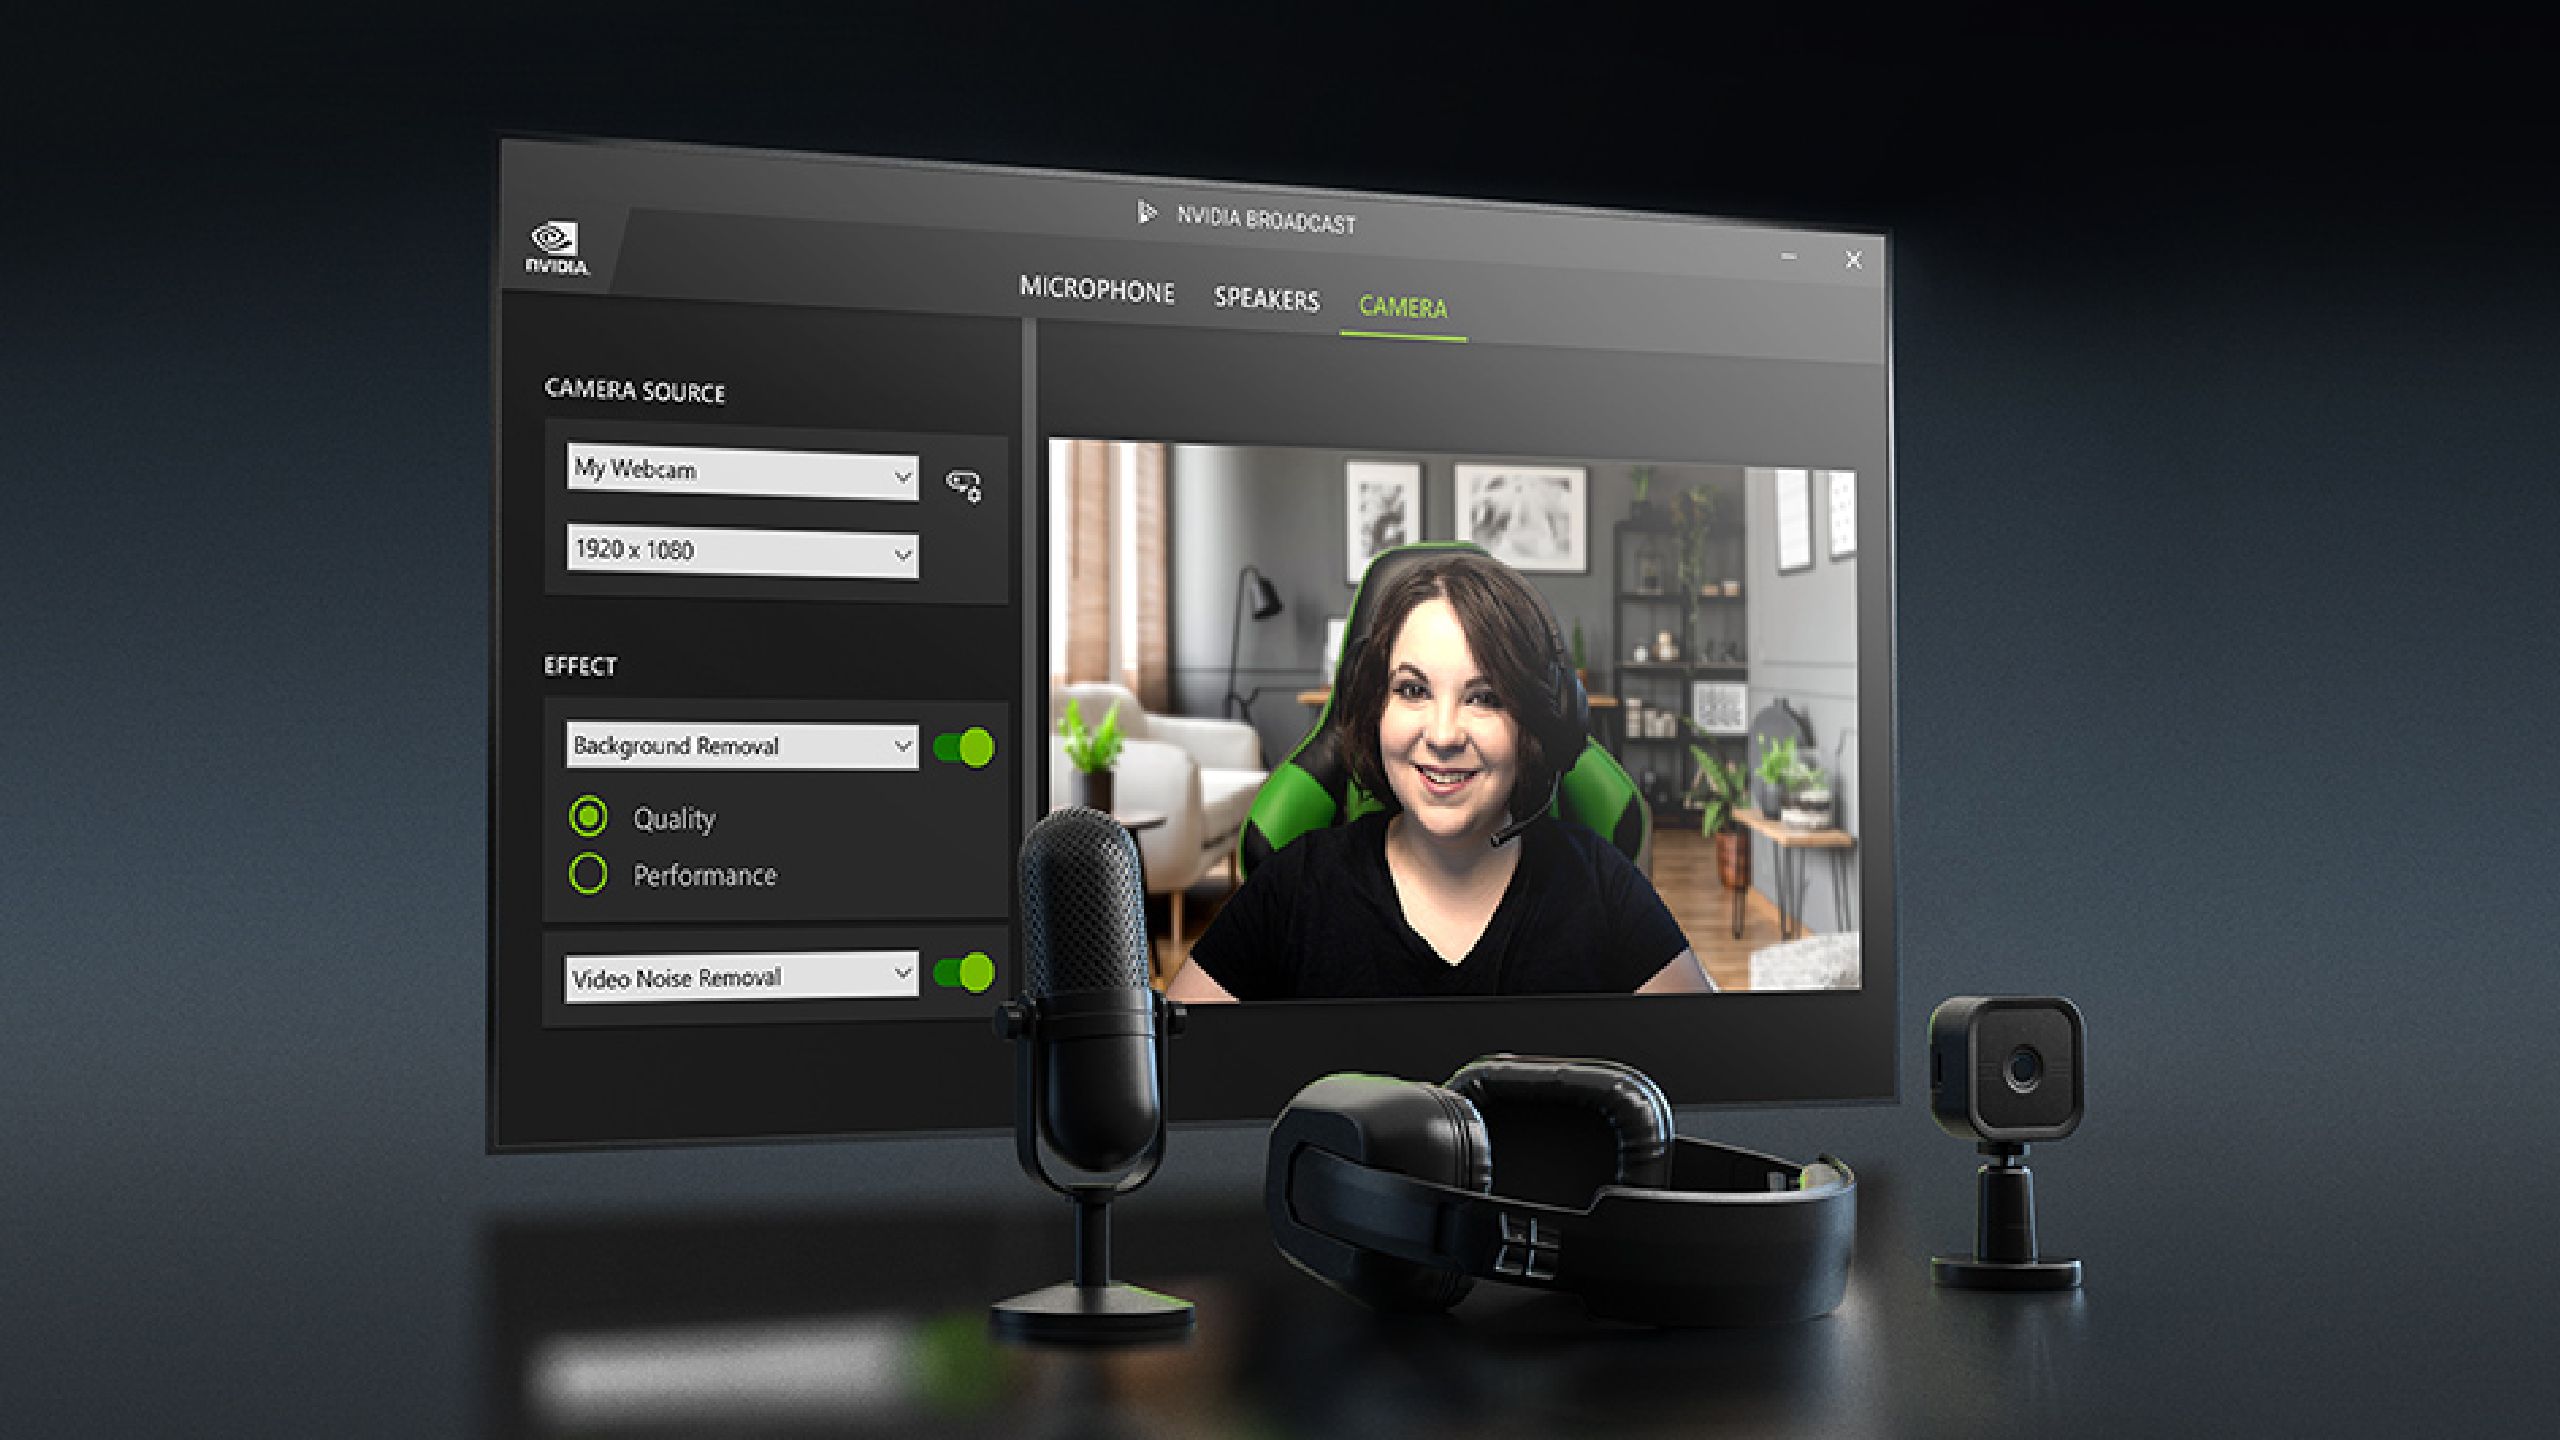 NVIDIA BROADCAST
NVIDIA.
MICROPHONE SPEAKERS CAMERA
CAMERA SOURCE
My Webcam
1920 x 1080
EFFECT
Background Removal
Quality
Performance
Video Noise Removal